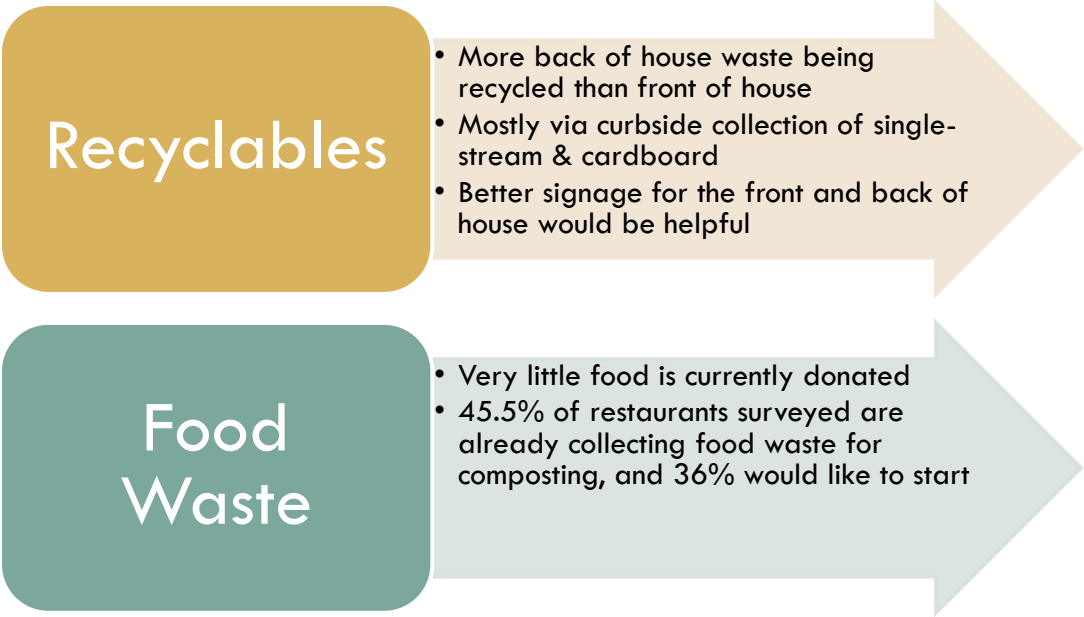 Recyclables
• More back of house waste being
recycled than front of house
• Mostly via curbside collection of single-
stream & cardboard
• Better signage for the front and back of
house would be helpful
Food
Waste
• Very little food is currently donated
• 45.5% of restaurants surveyed are
already collecting food waste for
composting, and 36% would like to start